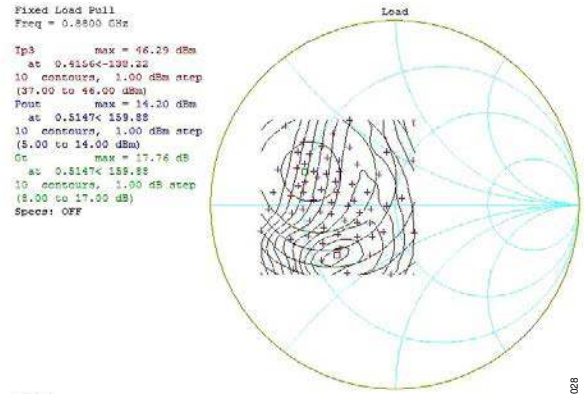 Fixed Load Pull
Freq = 0.8800 GHz
Load
Ip3 max = 46.29 dBm
at 0.4156<-138.22
10 contours, 1.00 dBm step
(37.00 to 46.00 dBm)
Pout max = 14.20 dBm
at 0.5147< 159.88
10 contours, 1.00 dBm step
(5.00 to 14.00 dBm)
Gt max = 17.76 dB
at 0.5147< 159.88
10 contours, 1.00 dB step
(8.00 to 17.00 dB)
Specs: OFF
028